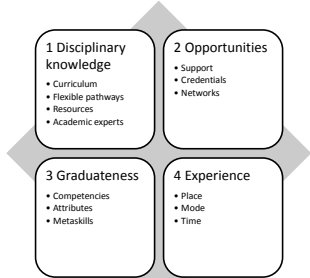 1 Disciplinary
knowledge
• Curriculum
• Flexible pathways
• Resources
• Academic experts
2 Opportunities
• Support
• Credentials
• Networks
3 Graduateness
• Competencies
• Attributes
• Metaskills
4 Experience
• Place
• Mode
• Time